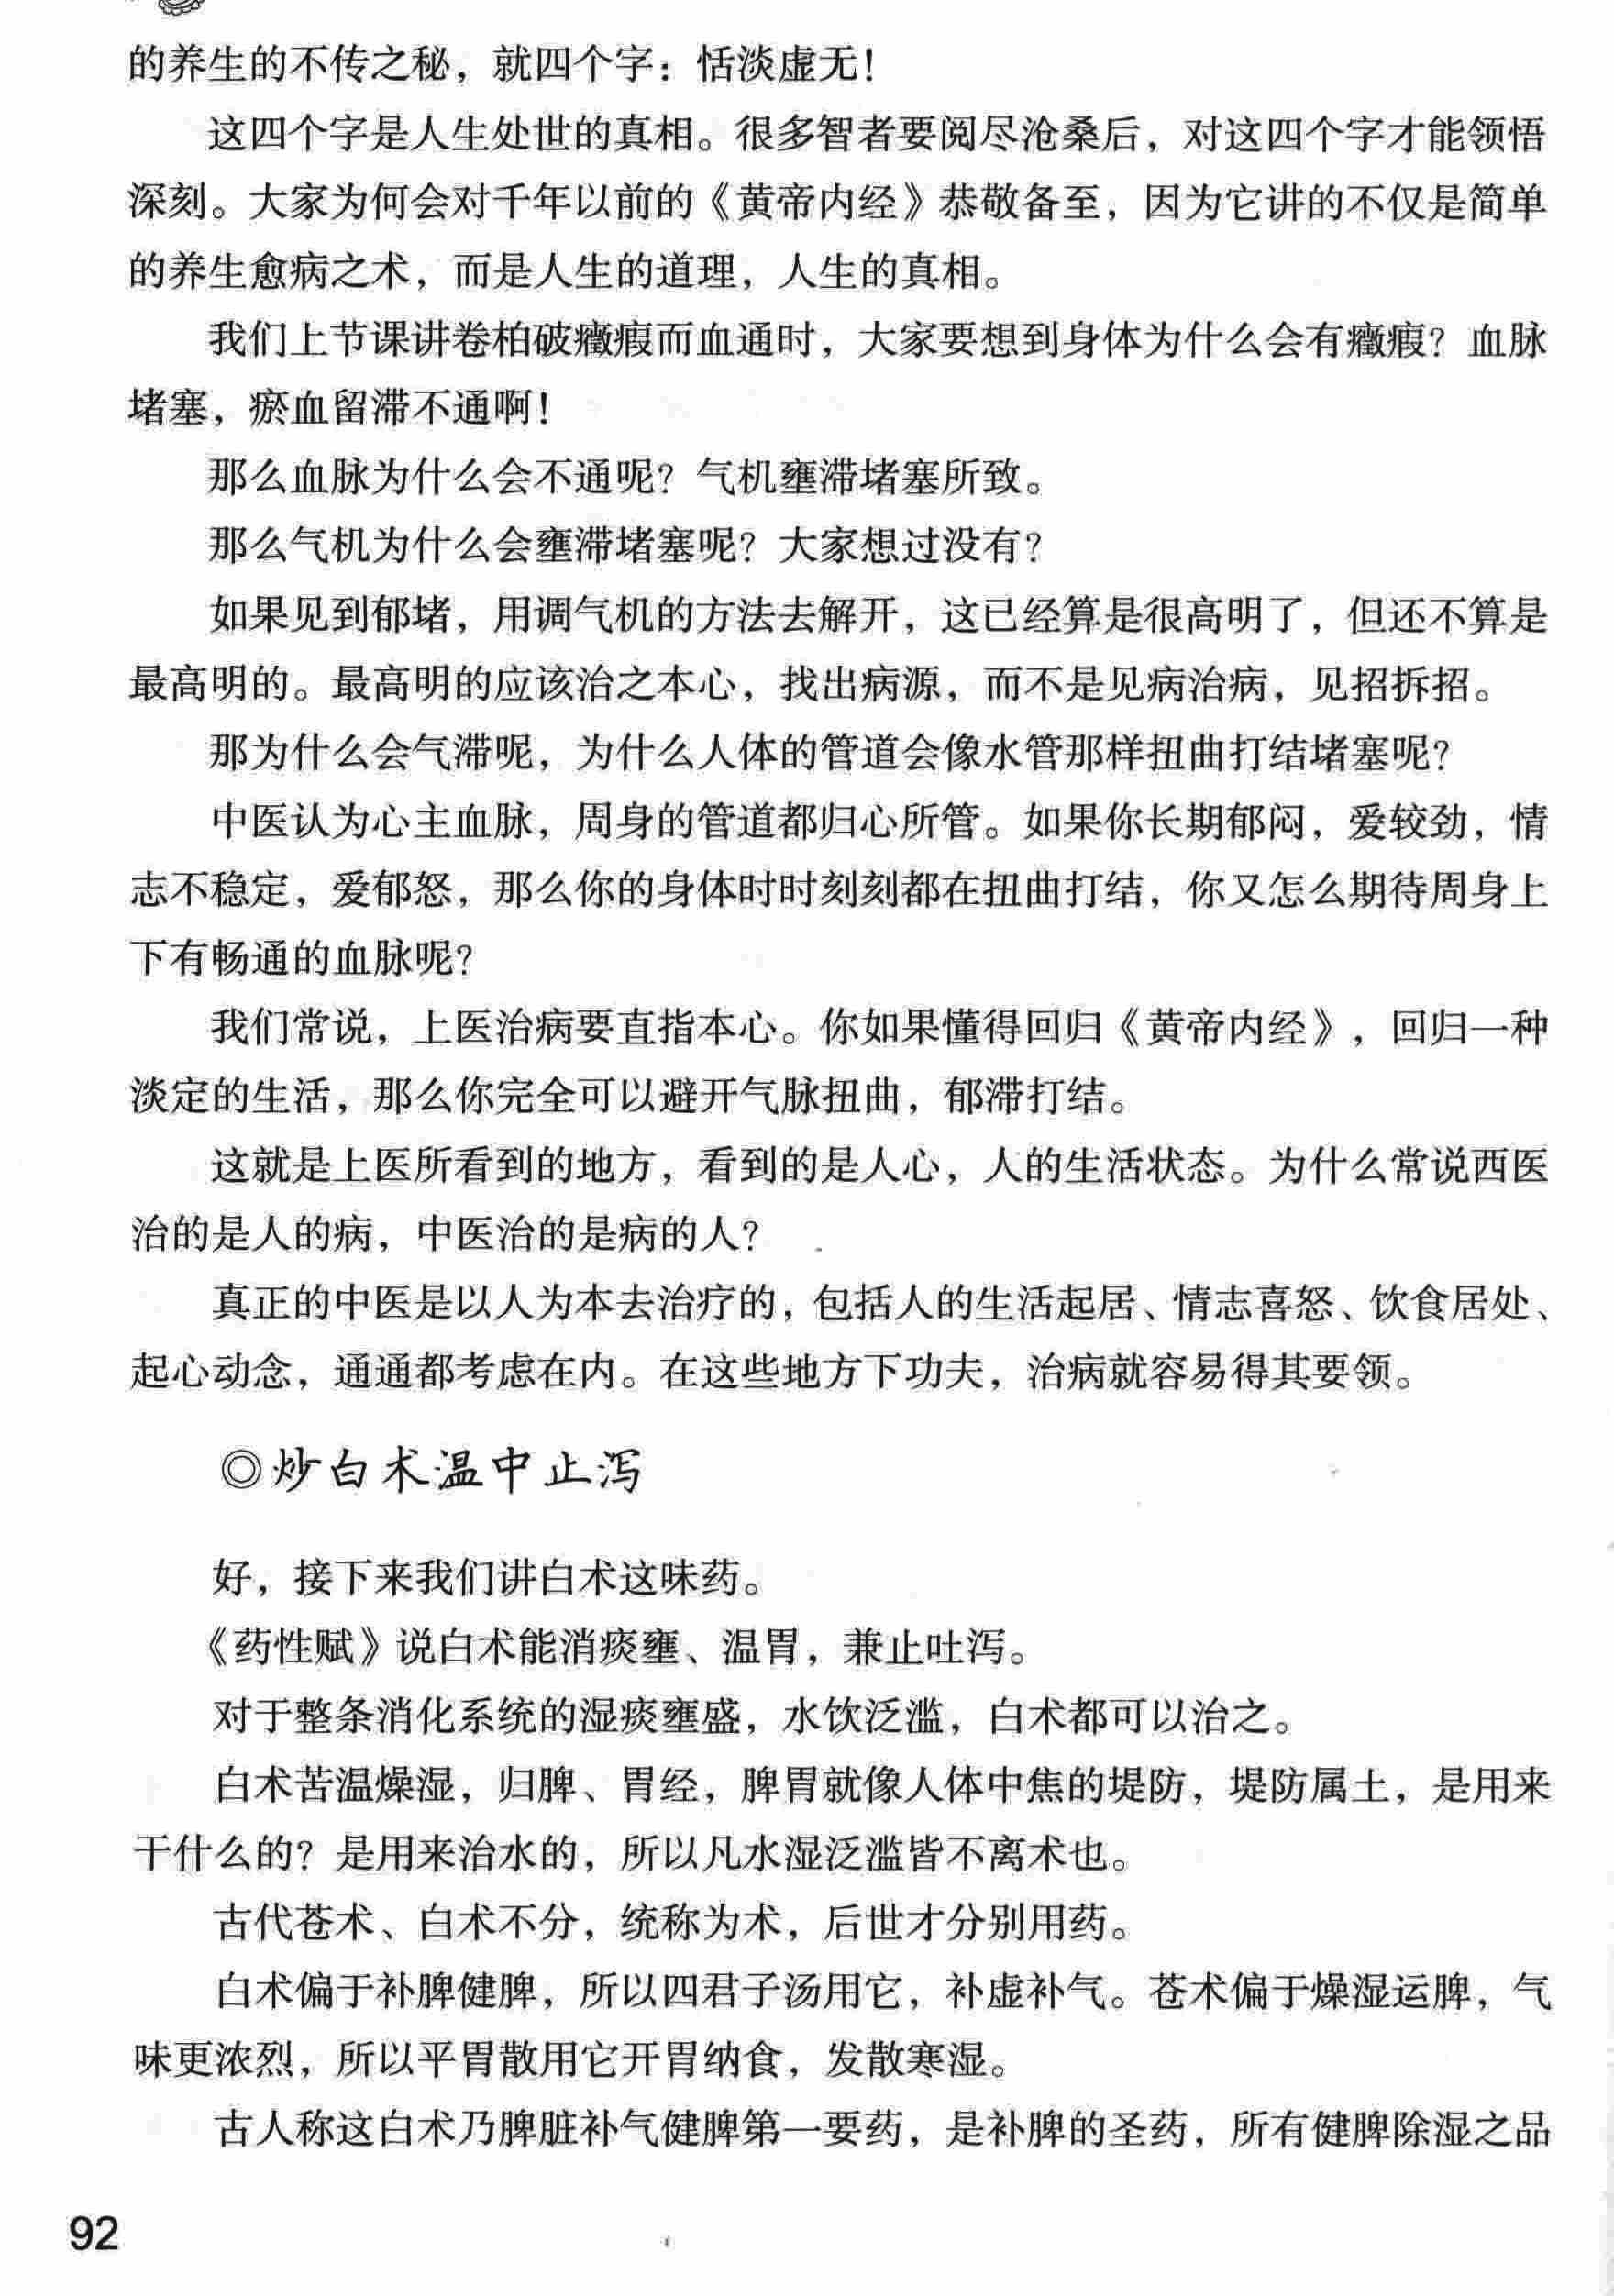 的养生的不传之秘，就四个字：恬淡虚无！
这四个字是人生处世的真相。很多智者要阅尽沧桑后，对这四个字才能领悟
深刻。大家为何会对千年以前的《黄帝内经》恭敬备至，因为它讲的不仅是简单
的养生愈病之术，而是人生的道理，人生的真相。
我们上节课讲卷柏破癥瘕而血通时，大家要想到身体为什么会有癥瘕？血脉
堵塞，瘀血留滞不通啊！
那么血脉为什么会不通呢？气机壅滞堵塞所致。
那么气机为什么会壅滞堵塞呢？大家想过没有？
如果见到郁堵，用调气机的方法去解开，这已经算是很高明了，但还不算是
最高明的。最高明的应该治之本心，找出病源，而不是见病治病，见招拆招。
那为什么会气滞呢，为什么人体的管道会像水管那样扭曲打结堵塞呢？
中医认为心主血脉，周身的管道都归心所管。如果你长期郁闷，爱较劲，情
志不稳定，爱郁怒，那么你的身体时时刻刻都在扭曲打结，你又怎么期待周身上
下有畅通的血脉呢？
我们常说，上医治病要直指本心。你如果懂得回归《黄帝内经》，回归一种
淡定的生活，那么你完全可以避开气脉扭曲，郁滞打结。
这就是上医所看到的地方，看到的是人心，人的生活状态。为什么常说西医
治的是人的病，中医治的是病的人？
真正的中医是以人为本去治疗的，包括人的生活起居、情志喜怒、饮食居处、
起心动念，通通都考虑在内。在这些地方下功夫，治病就容易得其要领。
◎炒白术温中止泻
好，接下来我们讲白术这味药。
《药性赋》说白术能消痰壅、温胃，兼止吐泻。
对于整条消化系统的湿痰壅盛，水饮泛滥，白术都可以治之。
白术苦温燥湿，归脾、胃经，脾胃就像人体中焦的堤防，堤防属土，是用来
干什么的？是用来治水的，所以凡水湿泛滥皆不离术也。
古代苍术、白术不分，统称为术，后世才分别用药。
白术偏于补脾健脾，所以四君子汤用它，补虚补气。苍术偏于燥湿运脾，气
味更浓烈，所以平胃散用它开胃纳食，发散寒湿。
古人称这白术乃脾脏补气健脾第一要药，是补脾的圣药，所有健脾除湿之品
92